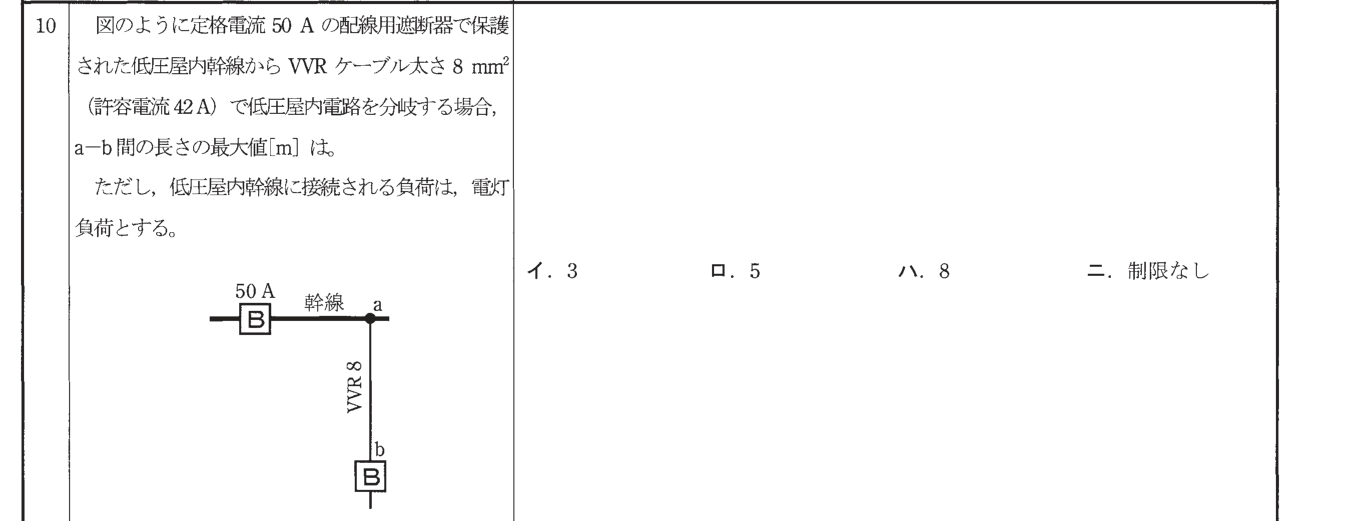 10
図のように定格電流 50 A の配線用遮断器で保護
された低圧屋内幹線から VVR ケーブル太さ 8 mm²
（許容電流 42 A）で低圧屋内電路を分岐する場合，
a－b 間の長さの最大値[m] は。
ただし，低圧屋内幹線に接続される負荷は，電灯
負荷とする。
イ．3 ロ．5 ハ．8 ニ．制限なし
50 A
幹線
a
B
VVR 8
b
B